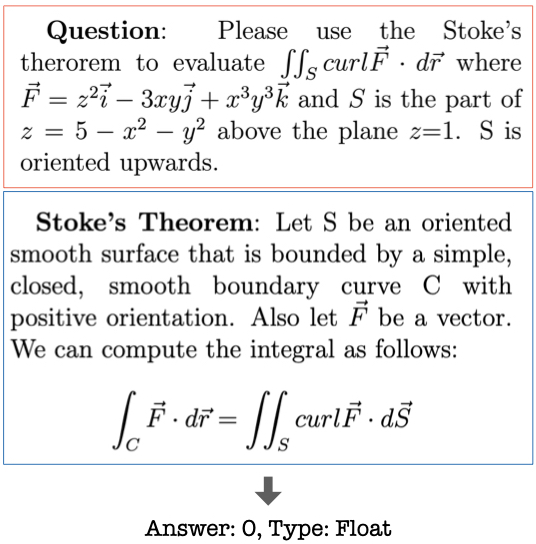 Question: Please use the Stoke's
therorem to evaluate ∬_S curl F⃗ · dr⃗ where
F⃗ = z²i⃗ − 3xyj⃗ + x³y³k⃗ and S is the part of
z = 5 − x² − y² above the plane z=1. S is
oriented upwards.
Stoke's Theorem: Let S be an oriented
smooth surface that is bounded by a simple,
closed, smooth boundary curve C with
positive orientation. Also let F⃗ be a vector.
We can compute the integral as follows:
∫_C F⃗ · dr⃗ = ∬_S curl F⃗ · dS⃗
Answer: 0, Type: Float